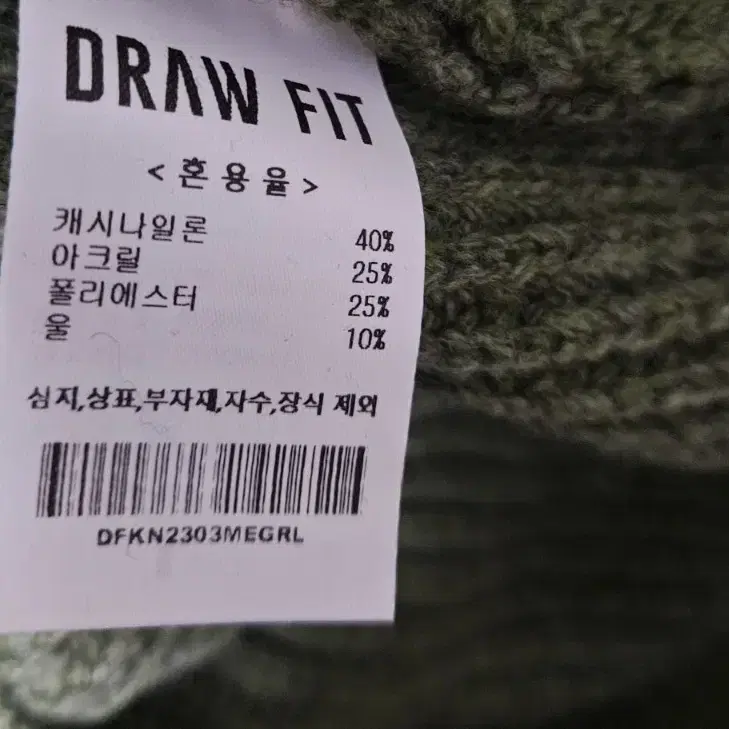 DRAW FIT
<혼용율>
캐시나일론 40%
아크릴 25%
폴리에스터 25%
울 10%
심지,상표,부자재,자수,장식 제외
DFKN2303MEGRL